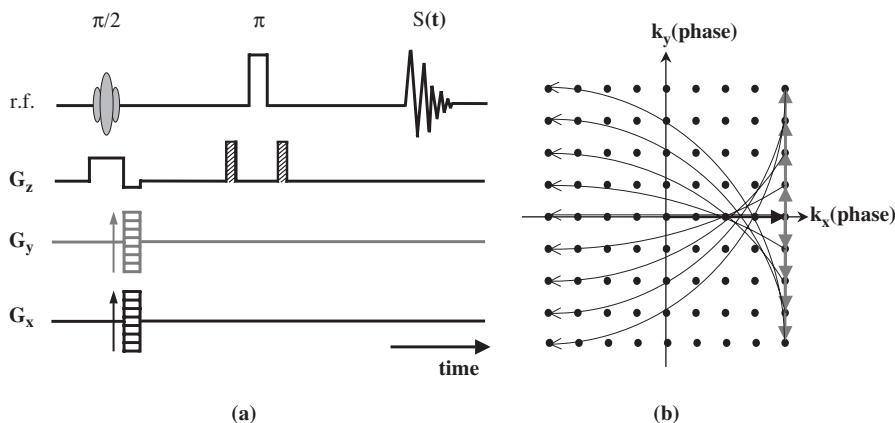 π/2
π
S(t)
r.f.
G_z
G_y
G_x
time
(a)
k_y(phase)
k_x(phase)
(b)